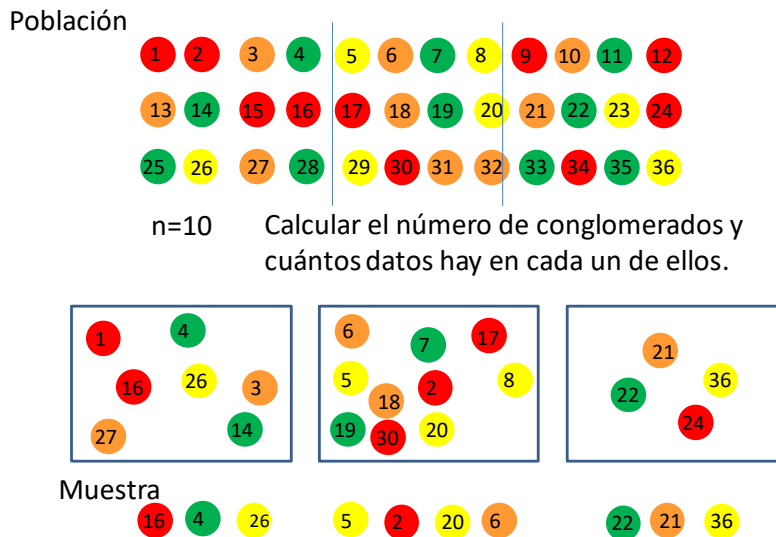 Población
1 2 3 4 5 6 7 8 9 10 11 12
13 14 15 16 17 18 19 20 21 22 23 24
25 26 27 28 29 30 31 32 33 34 35 36
n=10 Calcular el número de conglomerados y
cuántos datos hay en cada un de ellos.
1 4 16 26 3 27 14
6 7 17 5 2 8 18 19 30 20
21 36 22 24
Muestra
16 4 26 5 2 20 6 22 21 36